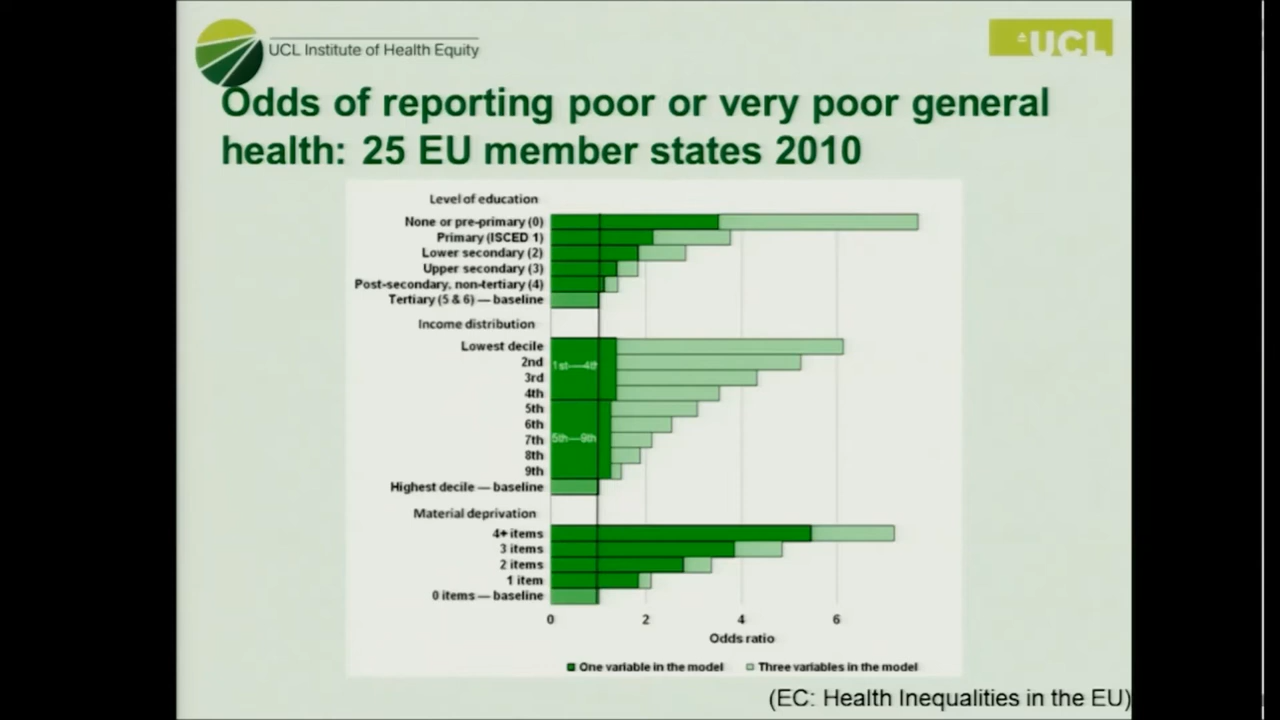 UCL Institute of Health Equity
UCL
Odds of reporting poor or very poor general
health: 25 EU member states 2010
Level of education
None or pre-primary (0)
Primary (ISCED 1)
Lower secondary (2)
Upper secondary (3)
Post-secondary, non-tertiary (4)
Tertiary (5 & 6) — baseline
Income distribution
Lowest decile
2nd
1st—4th
3rd
4th
5th
6th
5th—9th
7th
8th
9th
Highest decile — baseline
Material deprivation
4+ items
3 items
2 items
1 item
0 items — baseline
0 2 4 6
Odds ratio
One variable in the model Three variables in the model
(EC: Health Inequalities in the EU)